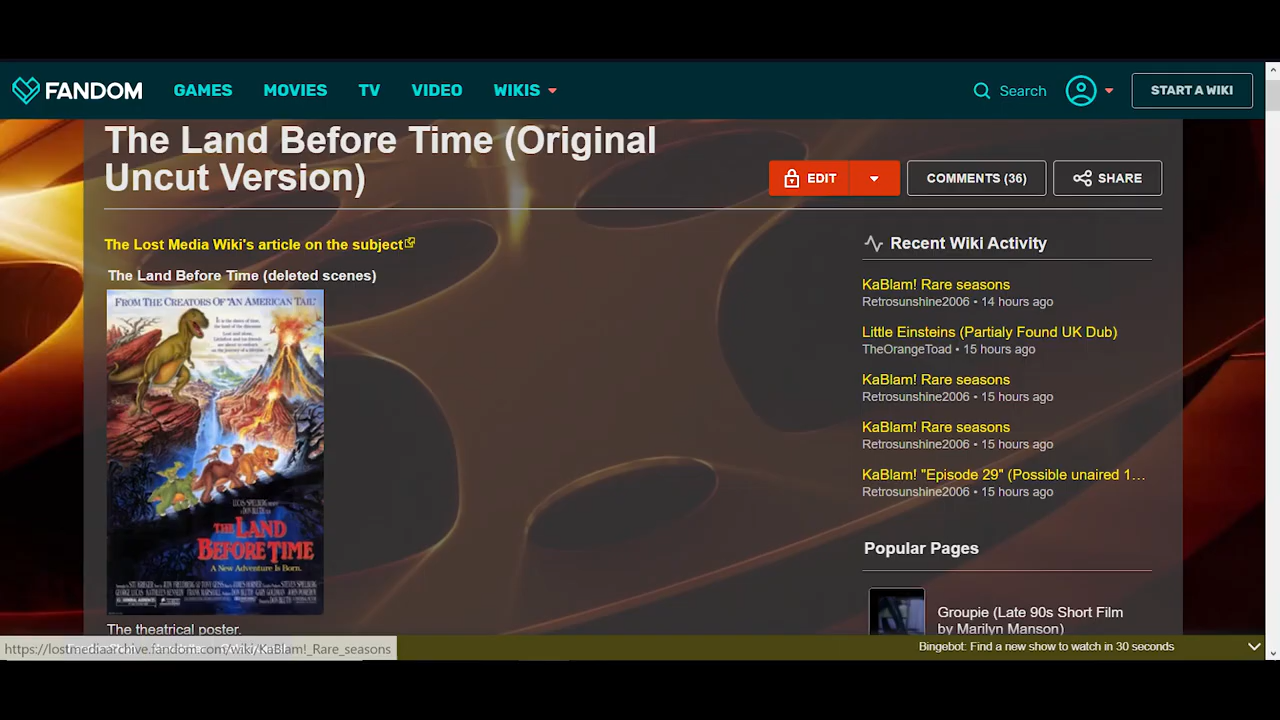 FANDOM GAMES MOVIES TV VIDEO WIKIS Search START A WIKI
The Land Before Time (Original
Uncut Version)
EDIT COMMENTS (36) SHARE
The Lost Media Wiki's article on the subject
The Land Before Time (deleted scenes)
FROM THE CREATORS OF "AN AMERICAN TAIL"
THE LAND
BEFORE TIME
A New Adventure Is Born.
The theatrical poster.
Recent Wiki Activity
KaBlam! Rare seasons
Retrosunshine2006 • 14 hours ago
Little Einsteins (Partialy Found UK Dub)
TheOrangeToad • 15 hours ago
KaBlam! Rare seasons
Retrosunshine2006 • 15 hours ago
KaBlam! Rare seasons
Retrosunshine2006 • 15 hours ago
KaBlam! "Episode 29" (Possible unaired 1…
Retrosunshine2006 • 15 hours ago
Popular Pages
Groupie (Late 90s Short Film
by Marilyn Manson)
https://lostmediaarchive.fandom.com/wiki/KaBlam!_Rare_seasons
Bingebot: Find a new show to watch in 30 seconds